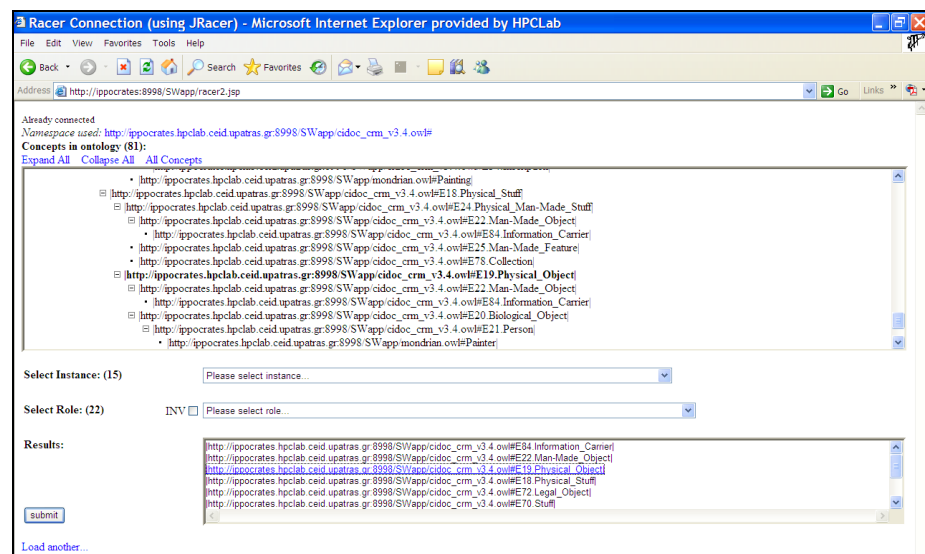 Racer Connection (using JRacer) - Microsoft Internet Explorer provided by HPCLab
File Edit View Favorites Tools Help
Back Search Favorites
Address http://ippocrates:8998/SWapp/racer2.jsp Go Links »
Already connected
Namespace used: http://ippocrates.hpclab.ceid.upatras.gr:8998/SWapp/cidoc_crm_v3.4.owl#
Concepts in ontology (81):
Expand All Collapse All All Concepts
|http://ippocrates.hpclab.ceid.upatras.gr:8998/SWapp/mondrian.owl#Painting|
|http://ippocrates.hpclab.ceid.upatras.gr:8998/SWapp/cidoc_crm_v3.4.owl#E18.Physical_Stuff|
|http://ippocrates.hpclab.ceid.upatras.gr:8998/SWapp/cidoc_crm_v3.4.owl#E24.Physical_Man-Made_Stuff|
|http://ippocrates.hpclab.ceid.upatras.gr:8998/SWapp/cidoc_crm_v3.4.owl#E22.Man-Made_Object|
|http://ippocrates.hpclab.ceid.upatras.gr:8998/SWapp/cidoc_crm_v3.4.owl#E84.Information_Carrier|
|http://ippocrates.hpclab.ceid.upatras.gr:8998/SWapp/cidoc_crm_v3.4.owl#E25.Man-Made_Feature|
|http://ippocrates.hpclab.ceid.upatras.gr:8998/SWapp/cidoc_crm_v3.4.owl#E78.Collection|
|http://ippocrates.hpclab.ceid.upatras.gr:8998/SWapp/cidoc_crm_v3.4.owl#E19.Physical_Object|
|http://ippocrates.hpclab.ceid.upatras.gr:8998/SWapp/cidoc_crm_v3.4.owl#E22.Man-Made_Object|
|http://ippocrates.hpclab.ceid.upatras.gr:8998/SWapp/cidoc_crm_v3.4.owl#E84.Information_Carrier|
|http://ippocrates.hpclab.ceid.upatras.gr:8998/SWapp/cidoc_crm_v3.4.owl#E20.Biological_Object|
|http://ippocrates.hpclab.ceid.upatras.gr:8998/SWapp/cidoc_crm_v3.4.owl#E21.Person|
|http://ippocrates.hpclab.ceid.upatras.gr:8998/SWapp/mondrian.owl#Painter|
Select Instance: (15) Please select instance...
Select Role: (22) INV Please select role...
Results:
|http://ippocrates.hpclab.ceid.upatras.gr:8998/SWapp/cidoc_crm_v3.4.owl#E84.Information_Carrier|
|http://ippocrates.hpclab.ceid.upatras.gr:8998/SWapp/cidoc_crm_v3.4.owl#E22.Man-Made_Object|
|http://ippocrates.hpclab.ceid.upatras.gr:8998/SWapp/cidoc_crm_v3.4.owl#E19.Physical_Object|
|http://ippocrates.hpclab.ceid.upatras.gr:8998/SWapp/cidoc_crm_v3.4.owl#E18.Physical_Stuff|
|http://ippocrates.hpclab.ceid.upatras.gr:8998/SWapp/cidoc_crm_v3.4.owl#E72.Legal_Object|
|http://ippocrates.hpclab.ceid.upatras.gr:8998/SWapp/cidoc_crm_v3.4.owl#E70.Stuff|
submit
Load another...